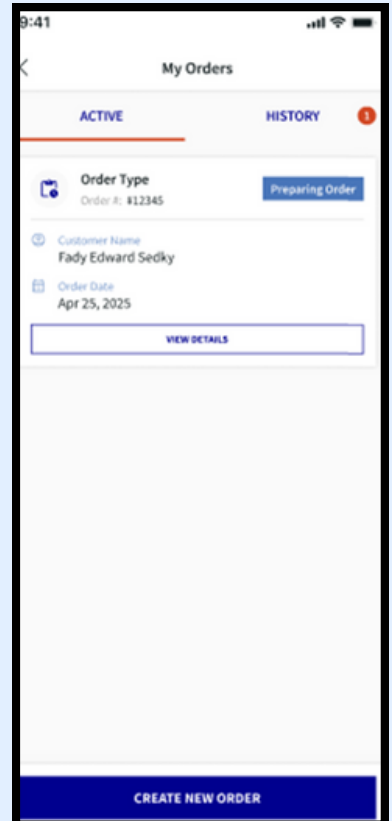 9:41
My Orders
ACTIVE
HISTORY
1
Order Type
Order #: #12345
Preparing Order
Customer Name
Fady Edward Sedky
Order Date
Apr 25, 2025
VIEW DETAILS
CREATE NEW ORDER